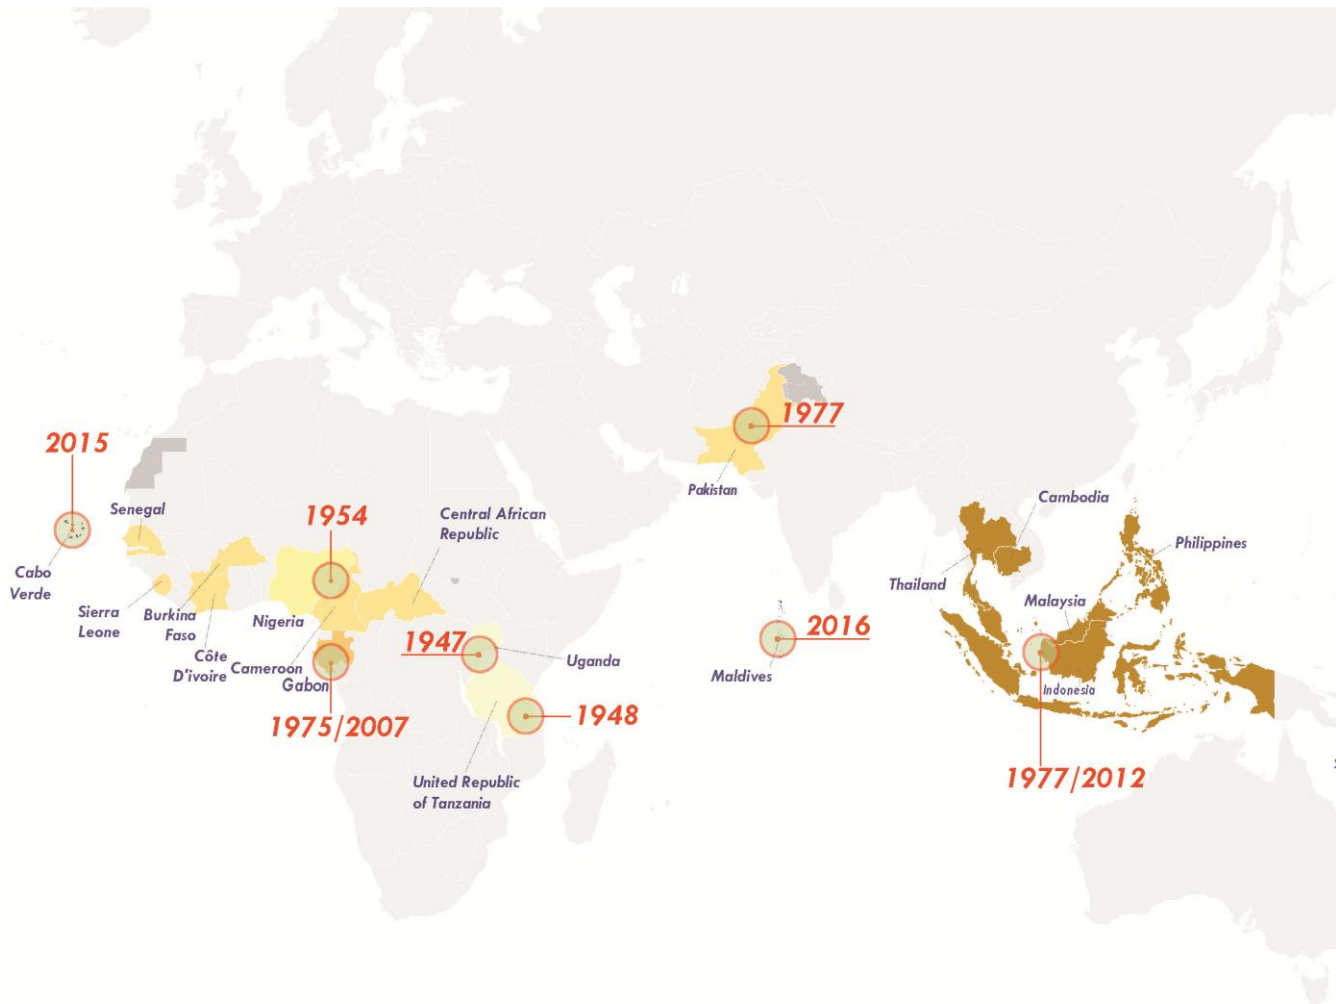 1977
2015
Pakistan
Cambodia
Senegal
1954
Central African
Republic
Philippines
Cabo
Verde
Thailand
Sierra
Leone
Burkina
Faso
Nigeria
Malaysia
2016
1947
Uganda
Côte
D'ivoire
Cameroon
Gabon
Maldives
Indonesia
1975/2007
1948
United Republic
of Tanzania
1977/2012